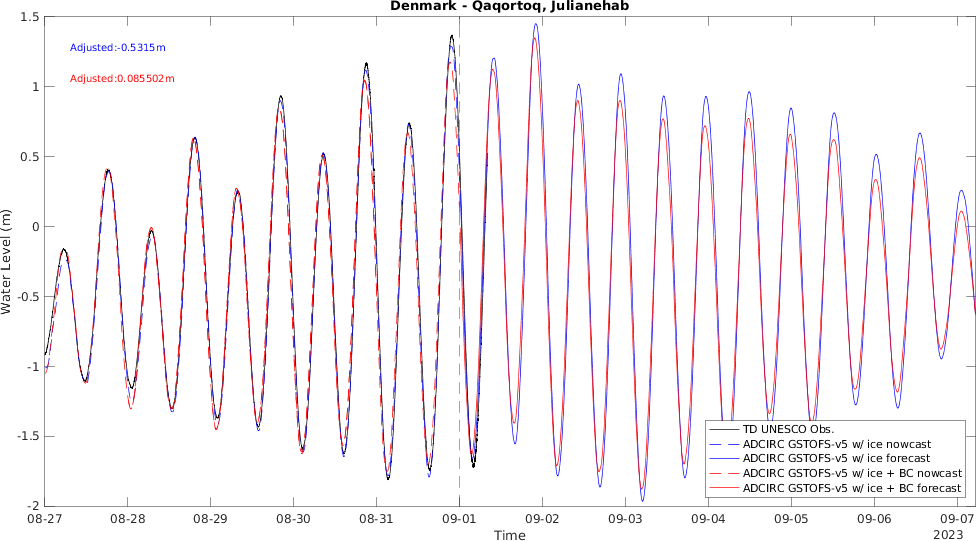 Denmark - Qaqortoq, Julianehab
Adjusted:-0.5315m
Adjusted:0.085502m
1.5
1
0.5
0
-0.5
-1
-1.5
-2
Water Level (m)
TD UNESCO Obs.
ADCIRC GSTOFS-v5 w/ ice nowcast
ADCIRC GSTOFS-v5 w/ ice forecast
ADCIRC GSTOFS-v5 w/ ice + BC nowcast
ADCIRC GSTOFS-v5 w/ ice + BC forecast
08-27 08-28 08-29 08-30 08-31 09-01 09-02 09-03 09-04 09-05 09-06 09-07
Time
2023